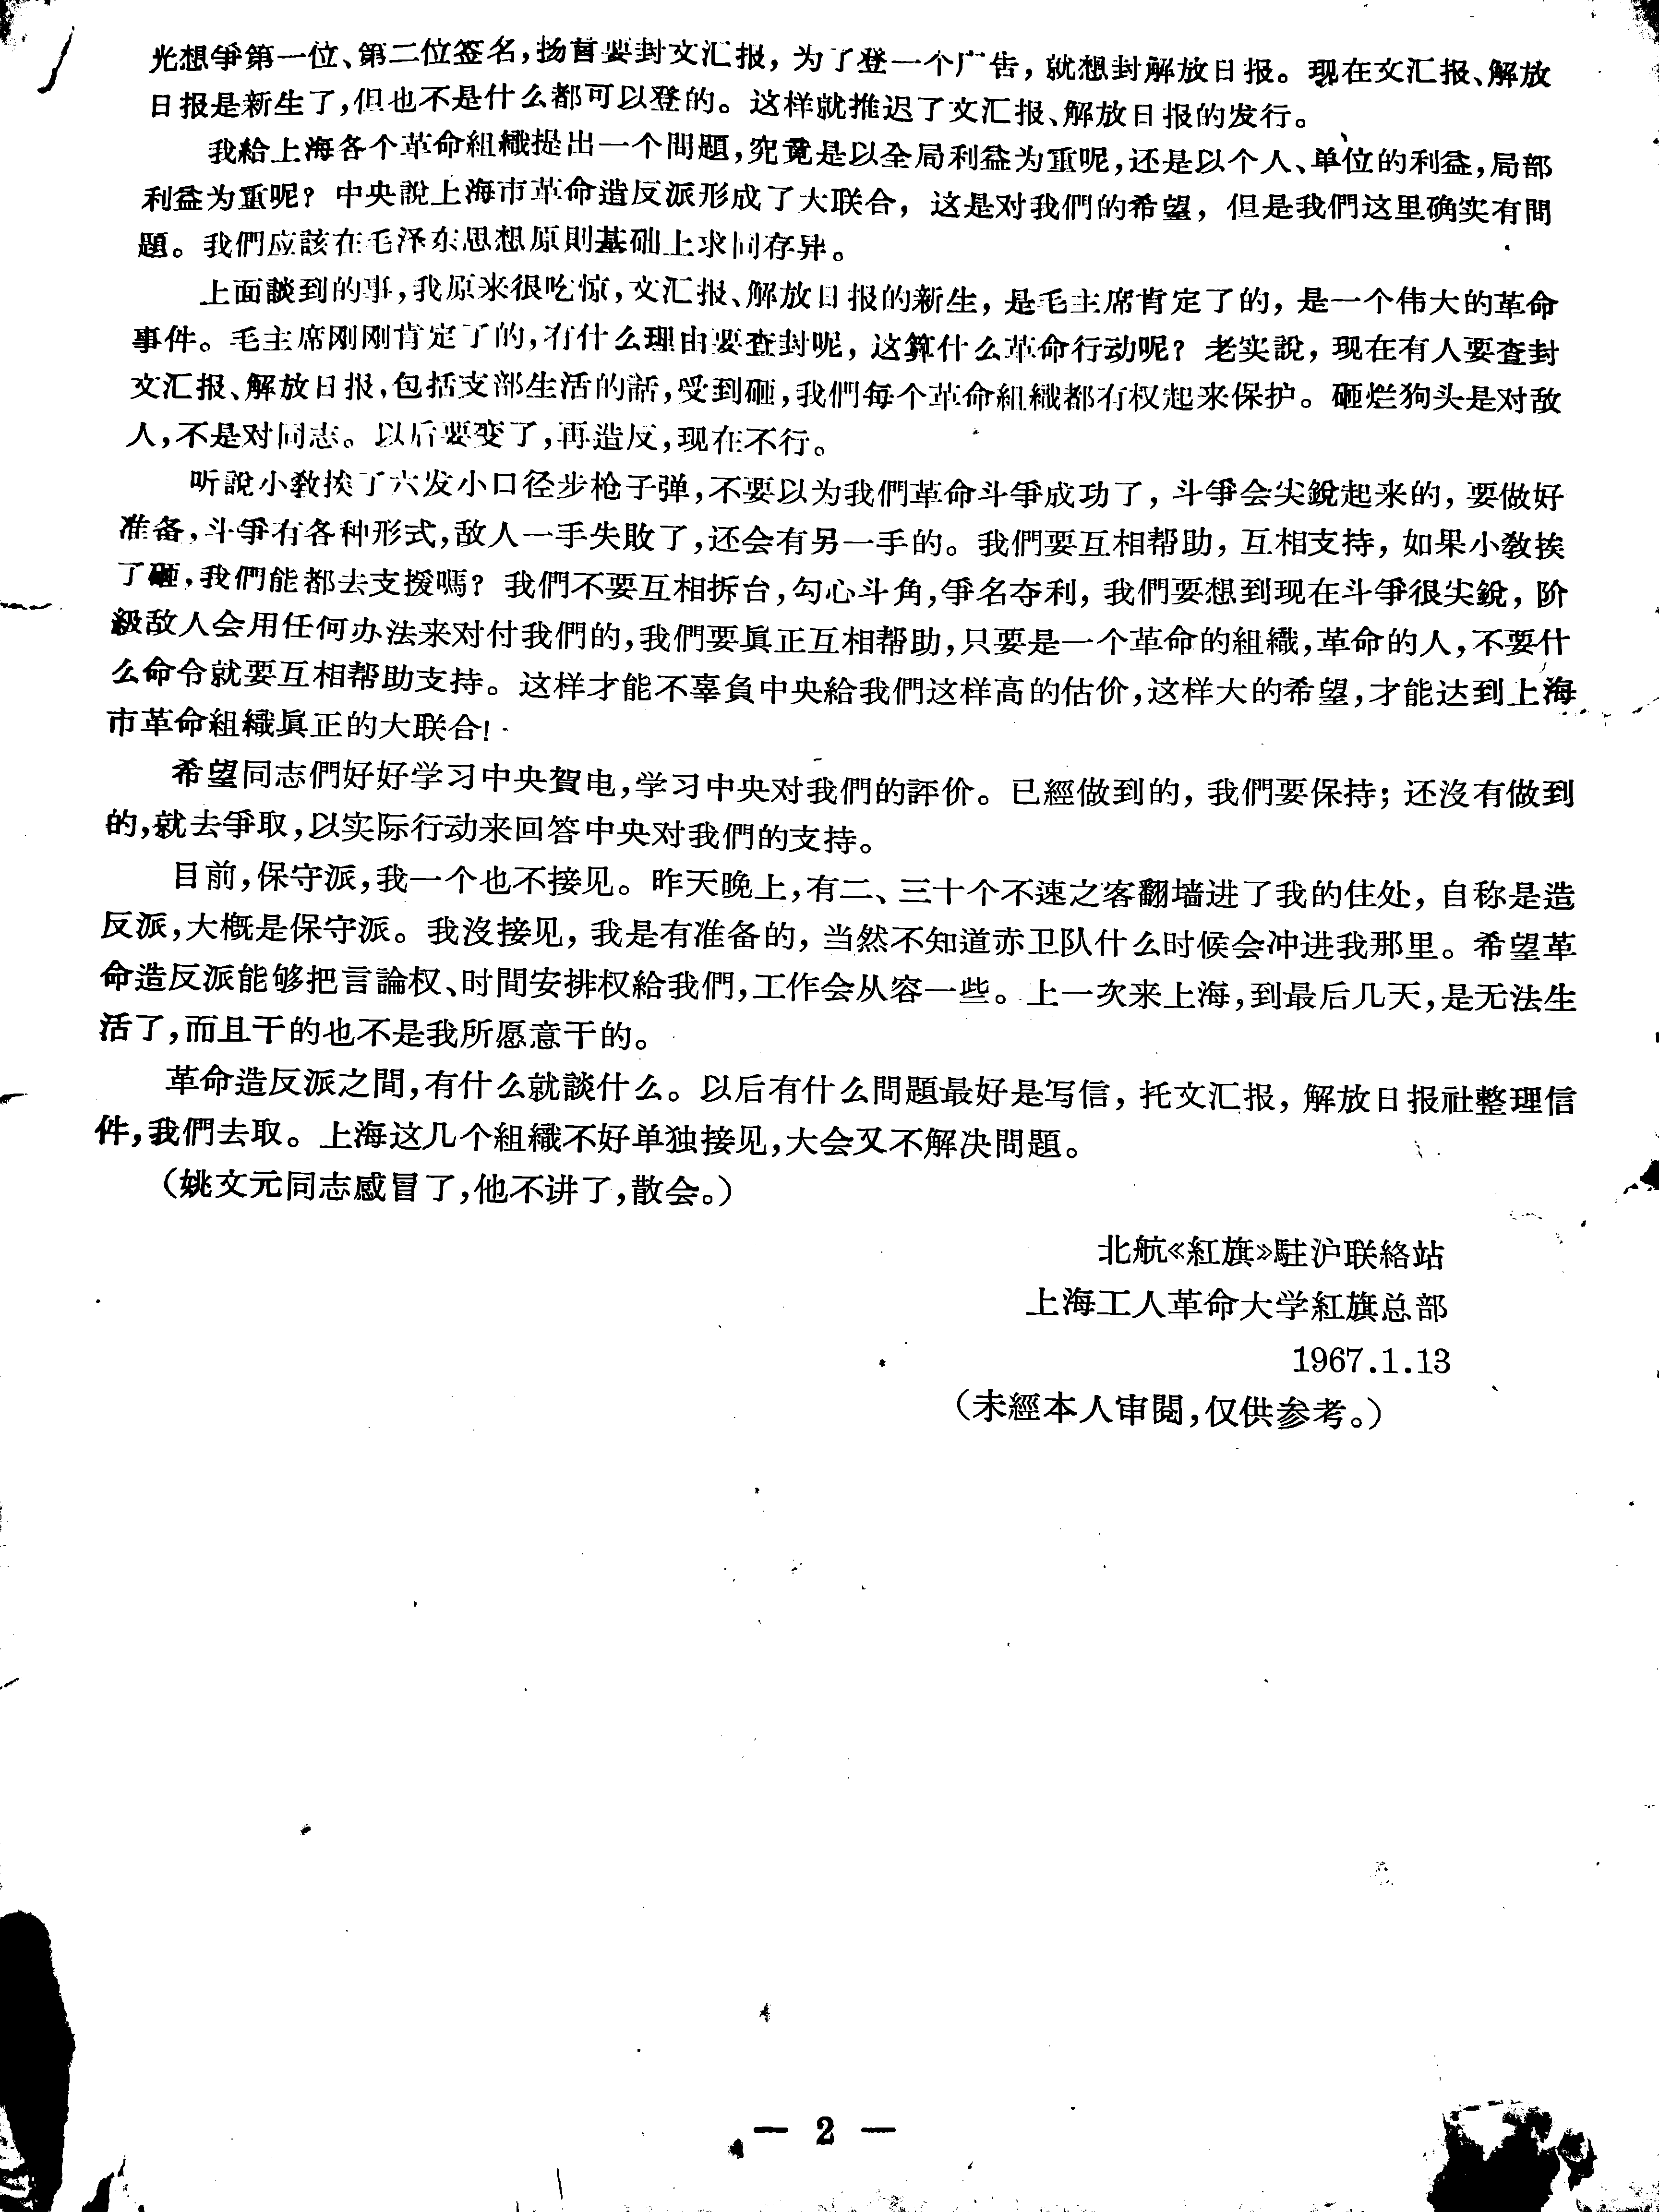 光想爭第一位、第二位签名，扬言要封文汇报，为了登一个广告，就想封解放日报。现在文汇报、解放
日报是新生了，但也不是什么都可以登的。这样就推迟了文汇报、解放日报的发行。
我給上海各个革命組織提出一个問題，究竟是以全局利益为重呢，还是以个人、单位的利益，局部
利益为重呢？中央說上海市革命造反派形成了大联合，这是对我們的希望，但是我們这里确实有問
題。我們应該在毛泽东思想原則基础上求同存异。
上面談到的事，我原来很吃惊，文汇报、解放日报的新生，是毛主席肯定了的，是一个伟大的革命
事件。毛主席刚刚肯定了的，有什么理由要查封呢，这算什么革命行动呢？老实說，现在有人要查封
文汇报、解放日报，包括支部生活的話，受到砸，我們每个革命組織都有权起来保护。砸烂狗头是对敌
人，不是对同志。以后要变了，再造反，现在不行。
听說小教挨了六发小口径步枪子弹，不要以为我們革命斗爭成功了，斗爭会尖銳起来的，要做好
准备，斗爭有各种形式，敌人一手失敗了，还会有另一手的。我們要互相帮助，互相支持，如果小教挨
了砸，我們能都去支援嗎？我們不要互相拆台，勾心斗角，爭名夺利，我們要想到现在斗爭很尖銳，阶
級敌人会用任何办法来对付我們的，我們要眞正互相帮助，只要是一个革命的組織，革命的人，不要什
么命令就要互相帮助支持。这样才能不辜負中央給我們这样高的估价，这样大的希望，才能达到上海
市革命組織眞正的大联合！
希望同志們好好学习中央賀电，学习中央对我們的評价。已經做到的，我們要保持；还沒有做到
的，就去爭取，以实际行动来回答中央对我們的支持。
目前，保守派，我一个也不接见。昨天晚上，有二、三十个不速之客翻墙进了我的住处，自称是造
反派，大概是保守派。我沒接见，我是有准备的，当然不知道赤卫队什么时候会冲进我那里。希望革
命造反派能够把言論权、时間安排权給我們，工作会从容一些。上一次来上海，到最后几天，是无法生
活了，而且干的也不是我所愿意干的。
革命造反派之間，有什么就談什么。以后有什么問題最好是写信，托文汇报，解放日报社整理信
件，我們去取。上海这几个組織不好单独接见，大会又不解决問題。
（姚文元同志感冒了，他不讲了，散会。）
北航《紅旗》駐沪联絡站
上海工人革命大学紅旗总部
1967.1.13
（未經本人审閱，仅供参考。）
— 2 —